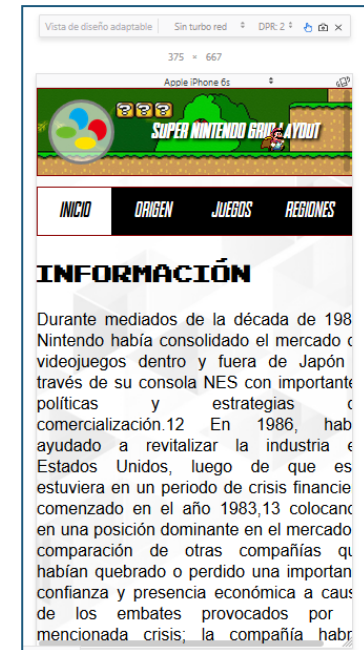 Vista de diseño adaptable Sin turbo red DPR: 2
375 × 667
Apple iPhone 6s
? ? ?
SUPER NINTENDO GRID LAYOUT
INICIO ORIGEN JUEGOS REGIONES
INFORMACIÓN
Durante mediados de la década de 198
Nintendo había consolidado el mercado d
videojuegos dentro y fuera de Japón
través de su consola NES con importante
políticas y estrategias d
comercialización.12 En 1986, hab
ayudado a revitalizar la industria e
Estados Unidos, luego de que es
estuviera en un periodo de crisis financie
comenzado en el año 1983,13 colocand
en una posición dominante en el mercado
comparación de otras compañías qu
habían quebrado o perdido una importan
confianza y presencia económica a caus
de los embates provocados por
mencionada crisis; la compañía habr